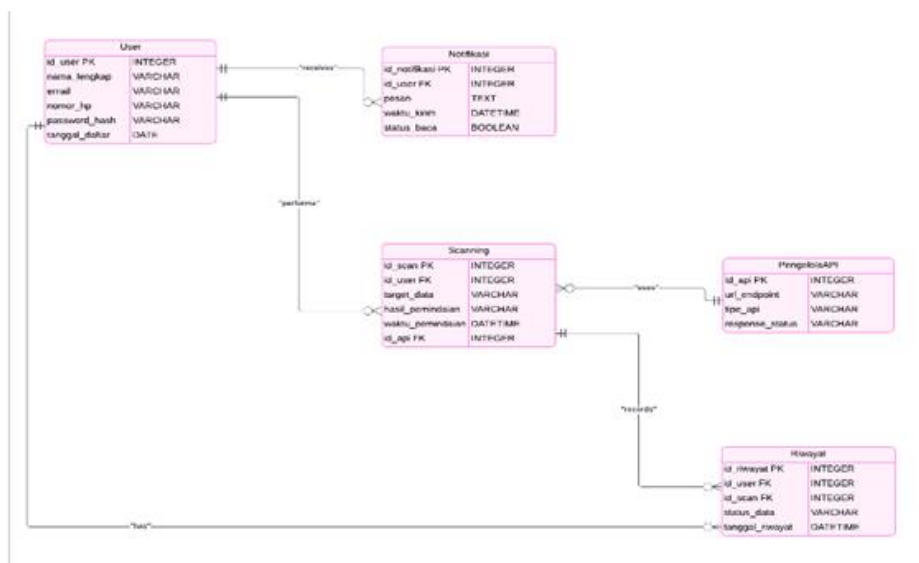 User
id_user PK INTEGER
nama_lengkap VARCHAR
email VARCHAR
nomor_hp VARCHAR
password_hash VARCHAR
tanggal_daftar DATE
Notifikasi
id_notifikasi PK INTEGER
id_user FK INTEGER
pesan TEXT
waktu_kirim DATETIME
status_baca BOOLEAN
"receives"
"performs"
Scanning
id_scan PK INTEGER
id_user FK INTEGER
target_data VARCHAR
hasil_pemindaian VARCHAR
waktu_pemindaian DATETIME
id_api FK INTEGER
"uses"
PengelolaAPI
id_api PK INTEGER
url_endpoint VARCHAR
tipe_api VARCHAR
response_status VARCHAR
"records"
Riwayat
id_riwayat PK INTEGER
id_user FK INTEGER
id_scan FK INTEGER
status_data VARCHAR
tanggal_riwayat DATETIME
"has"